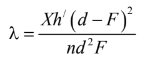 λ = Xh′(d − F)² / nd²F